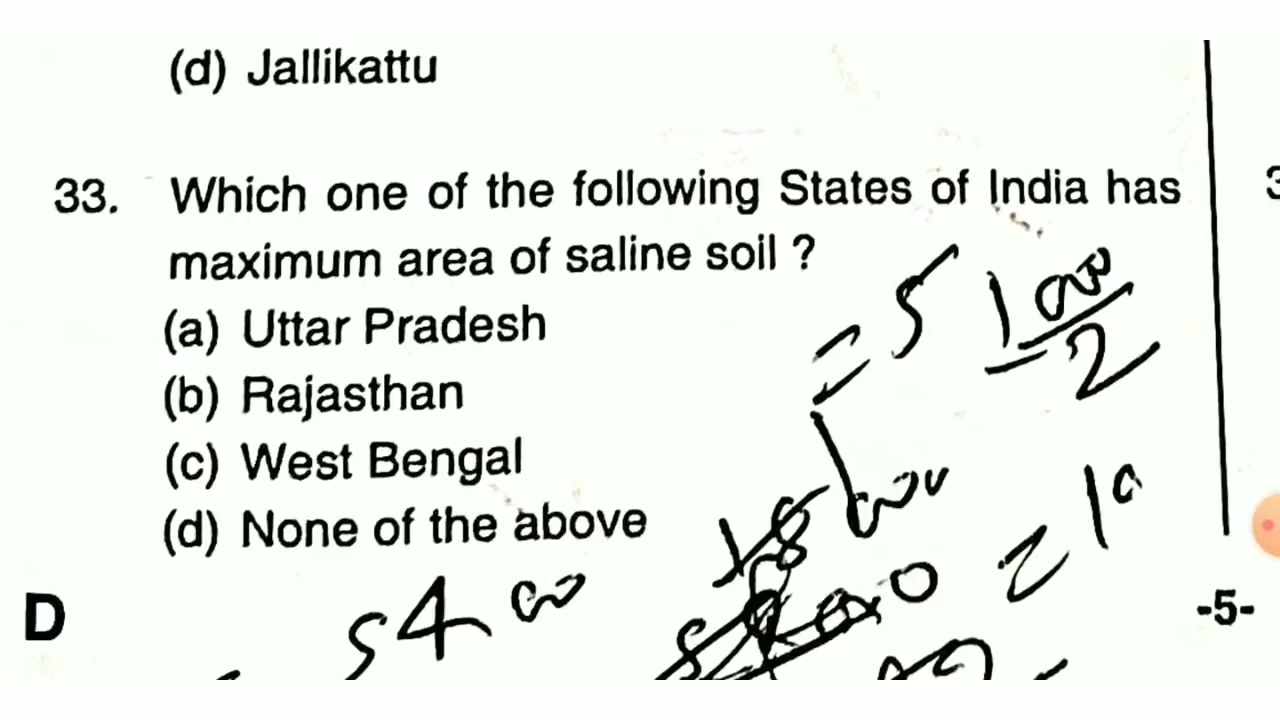 (d) Jallikattu
33. Which one of the following States of India has
maximum area of saline soil ?
(a) Uttar Pradesh
(b) Rajasthan
(c) West Bengal
(d) None of the above
D
-5-